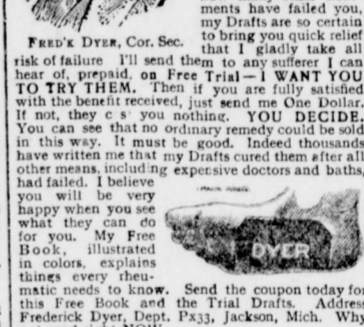 ments have failed you,
my Drafts are so certain
to bring you quick relief
FRED'K DYER, Cor. Sec.
that I gladly take all
risk of failure I'll send them to any sufferer I can
hear of, prepaid, on Free Trial—I WANT YOU
TO TRY THEM. Then if you are fully satisfied
with the benefit received, just send me One Dollar.
If not, they c s' you nothing. YOU DECIDE.
You can see that no ordinary remedy could be sold
in this way. It must be good. Indeed thousands
have written me that my Drafts cured them after all
other means, including expensive doctors and baths,
had failed. I believe
you will be very
happy when you see
what they can do
for you. My Free
Book, illustrated
in colors, explains
things every rheu-
matic needs to know. Send the coupon today for
this Free Book and the Trial Drafts. Address
Frederick Dyer, Dept. Px33, Jackson, Mich. Why
DYER